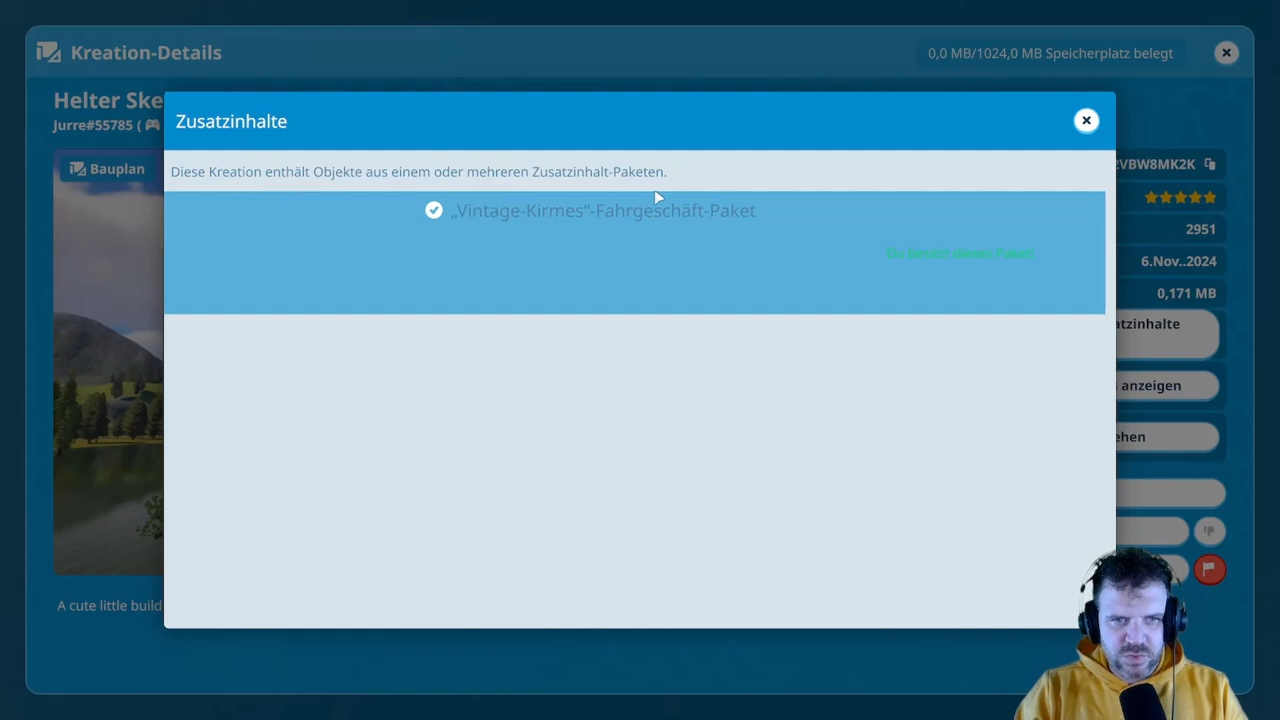 Kreation-Details
0,0 MB/1024,0 MB Speicherplatz belegt
Helter Ske
Jurre#55785 (
Zusatzinhalte
Bauplan
Diese Kreation enthält Objekte aus einem oder mehreren Zusatzinhalt-Paketen.
2VBW8MK2K
„Vintage-Kirmes“-Fahrgeschäft-Paket
2951
Du besitzt dieses Paket!
6.Nov..2024
0,171 MB
atzinhalte
anzeigen
ehen
A cute little build